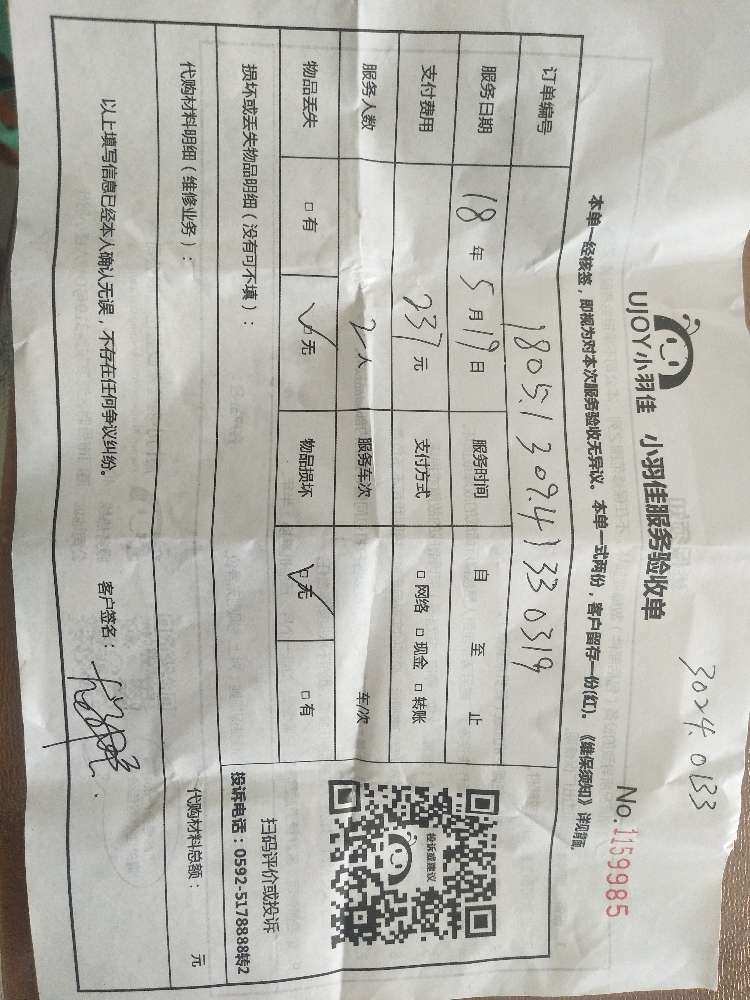 3024.0133
UJOY小羽佳 小羽佳服务验收单
No.1159985
本单一经核签，即视为对本次服务验收无异议。本单一式两份，客户留存一份(红)。《维保须知》详见背面
订单编号 1805.1309.4133 0319
服务日期 18年5月19日 服务时间 自 至 止
支付费用 237元 支付方式 □网络 □现金 □转账
服务人数 2人 服务车次 车/次
物品丢失 □有 ☑无 物品损坏 ☑无 □有
投诉或建议
扫码评价或投诉
投诉电话：0592-5178888转2
损坏或丢失物品明细（没有可不填）：
代购材料明细（维修业务）： 代购材料总额： 元
以上填写信息已经本人确认无误，不存在任何争议纠纷。 客户签名：